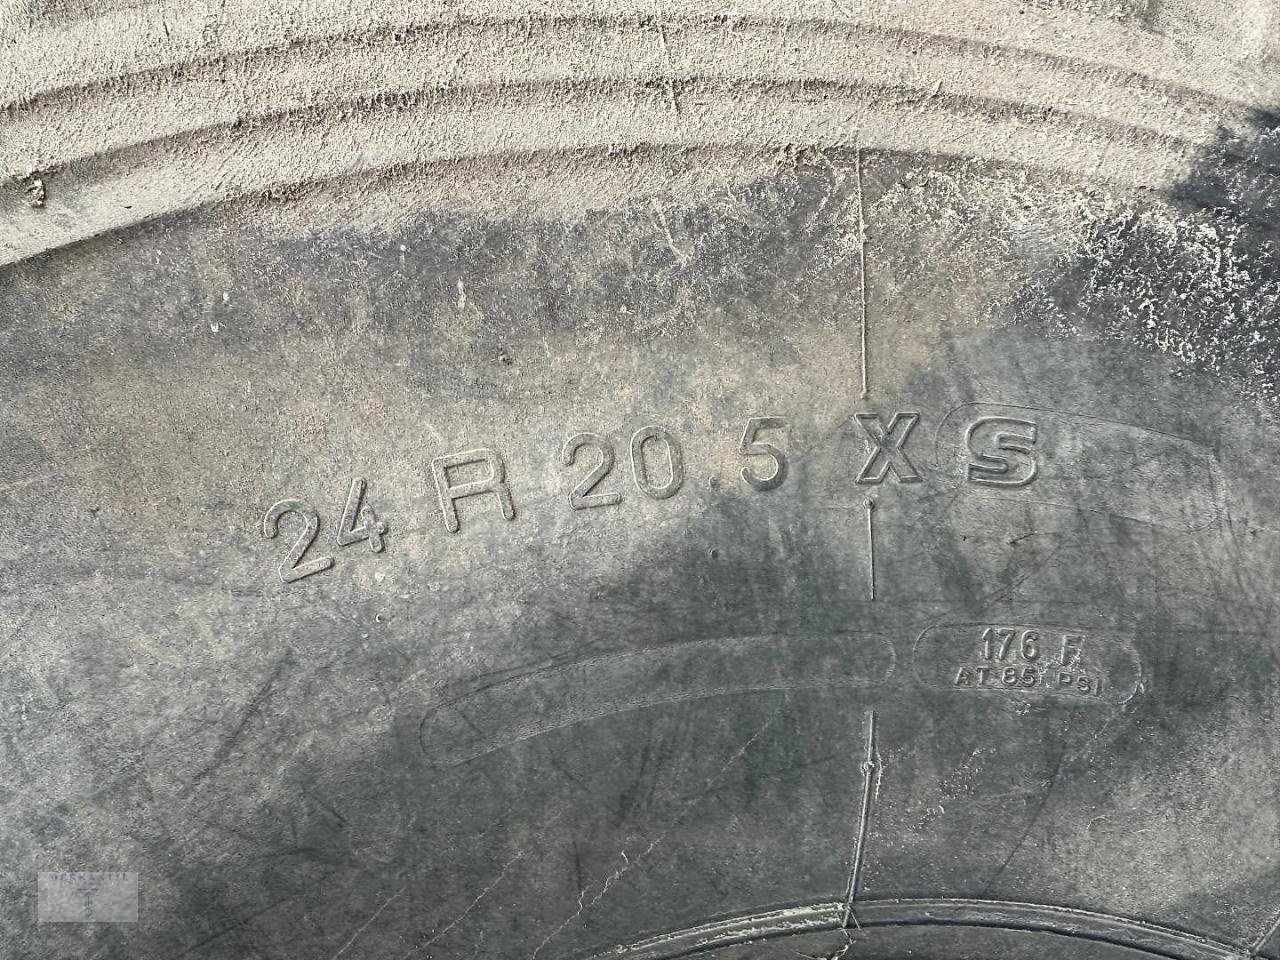 24 R 20.5 XS
176 F
AT 85 PSI